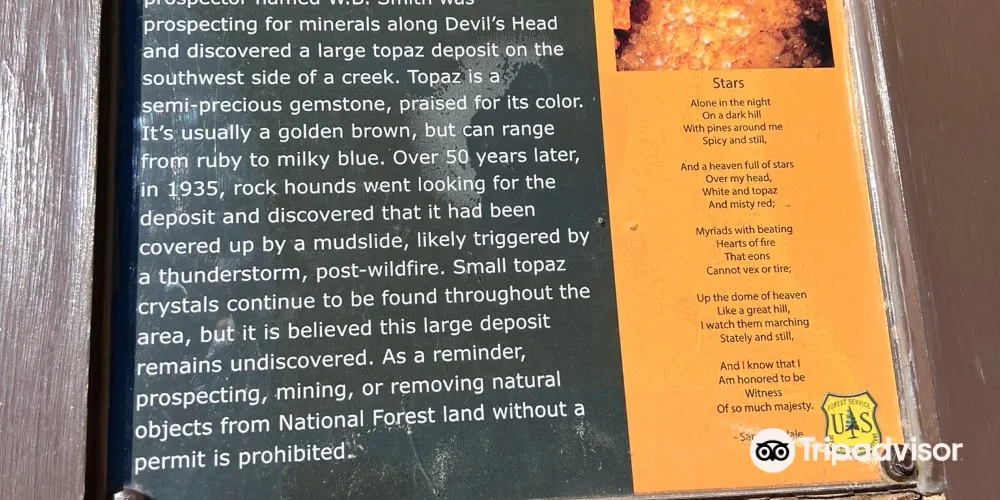 prospector named W.B. Smith was
prospecting for minerals along Devil's Head
and discovered a large topaz deposit on the
southwest side of a creek. Topaz is a
semi-precious gemstone, praised for its color.
It's usually a golden brown, but can range
from ruby to milky blue. Over 50 years later,
in 1935, rock hounds went looking for the
deposit and discovered that it had been
covered up by a mudslide, likely triggered by
a thunderstorm, post-wildfire. Small topaz
crystals continue to be found throughout the
area, but it is believed this large deposit
remains undiscovered. As a reminder,
prospecting, mining, or removing natural
objects from National Forest land without a
permit is prohibited.
Stars
Alone in the night
On a dark hill
With pines around me
Spicy and still,
And a heaven full of stars
Over my head,
White and topaz
And misty red;
Myriads with beating
Hearts of fire
That eons
Cannot vex or tire;
Up the dome of heaven
Like a great hill,
I watch them marching
Stately and still,
And i know that I
Am honored to be
Witness
Of so much majesty.
FOREST SERVICE
U S
Tripadvisor